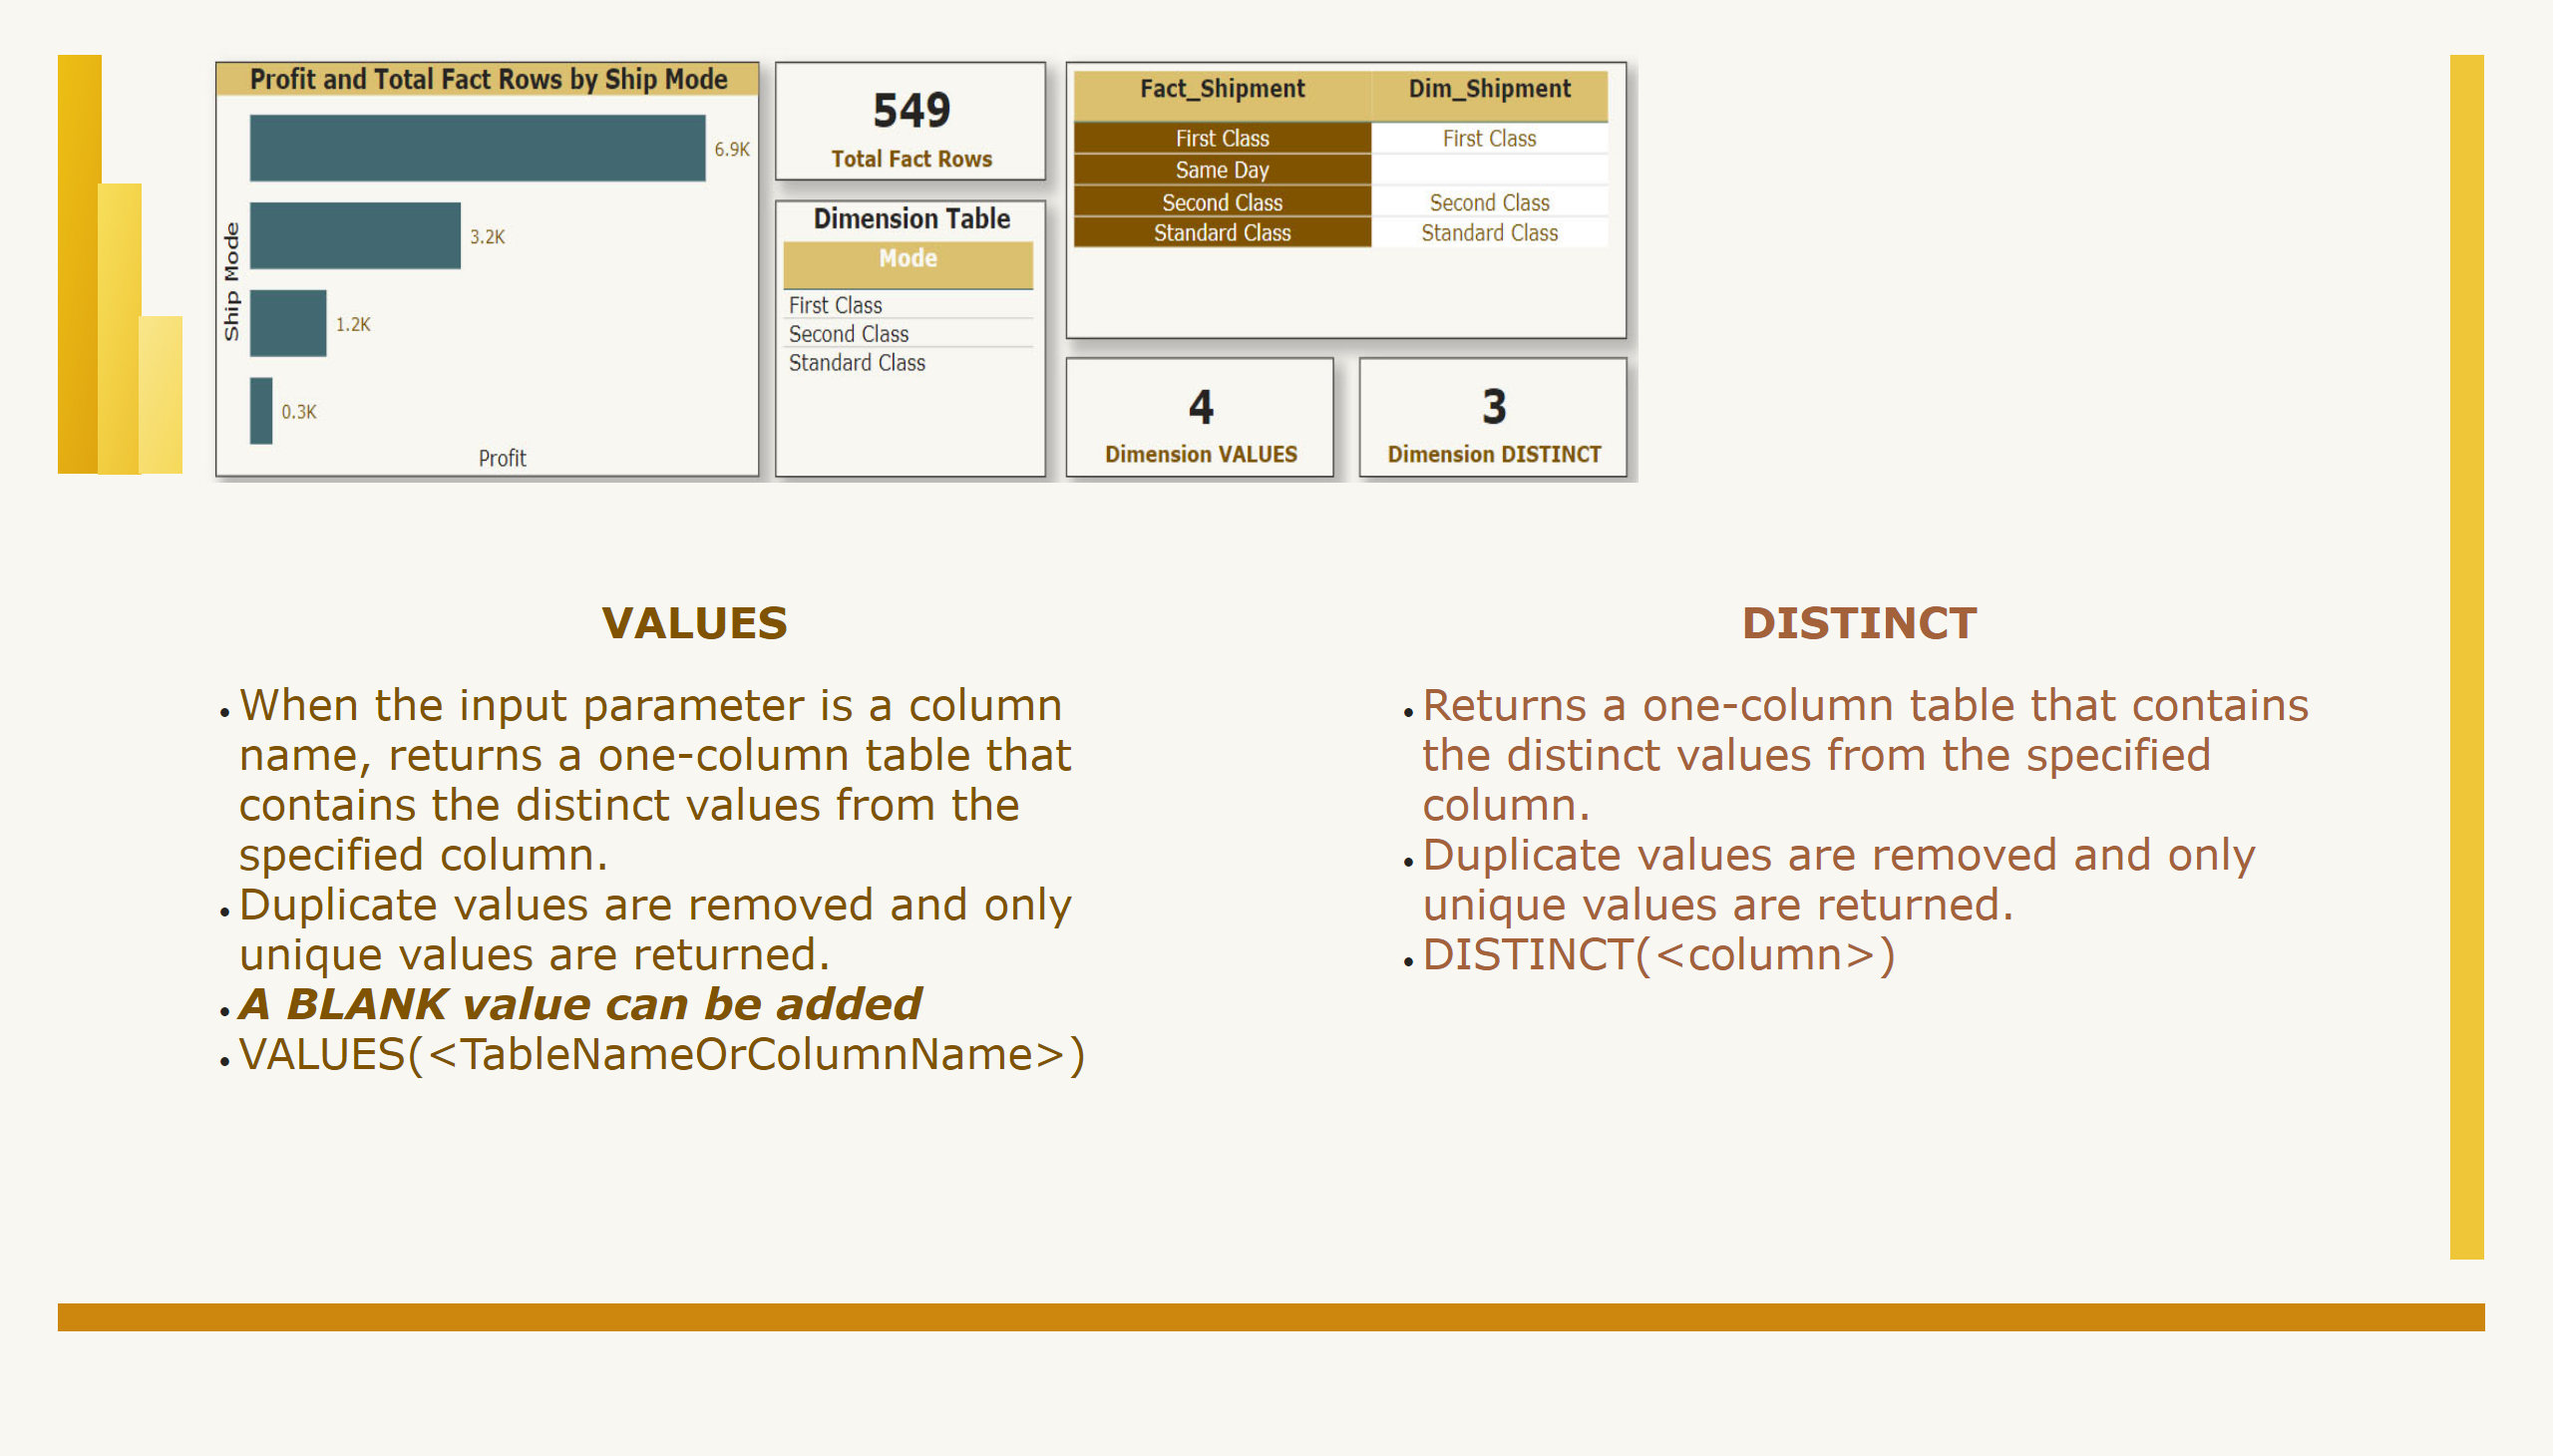 Profit and Total Fact Rows by Ship Mode
6.9K
3.2K
1.2K
0.3K
Ship Mode
Profit
549
Total Fact Rows
Dimension Table
Mode
First Class
Second Class
Standard Class
Fact_Shipment Dim_Shipment
First Class First Class
Same Day
Second Class Second Class
Standard Class Standard Class
4
Dimension VALUES
3
Dimension DISTINCT
VALUES
• When the input parameter is a column
name, returns a one-column table that
contains the distinct values from the
specified column.
• Duplicate values are removed and only
unique values are returned.
• A BLANK value can be added
• VALUES(<TableNameOrColumnName>)
DISTINCT
• Returns a one-column table that contains
the distinct values from the specified
column.
• Duplicate values are removed and only
unique values are returned.
• DISTINCT(<column>)